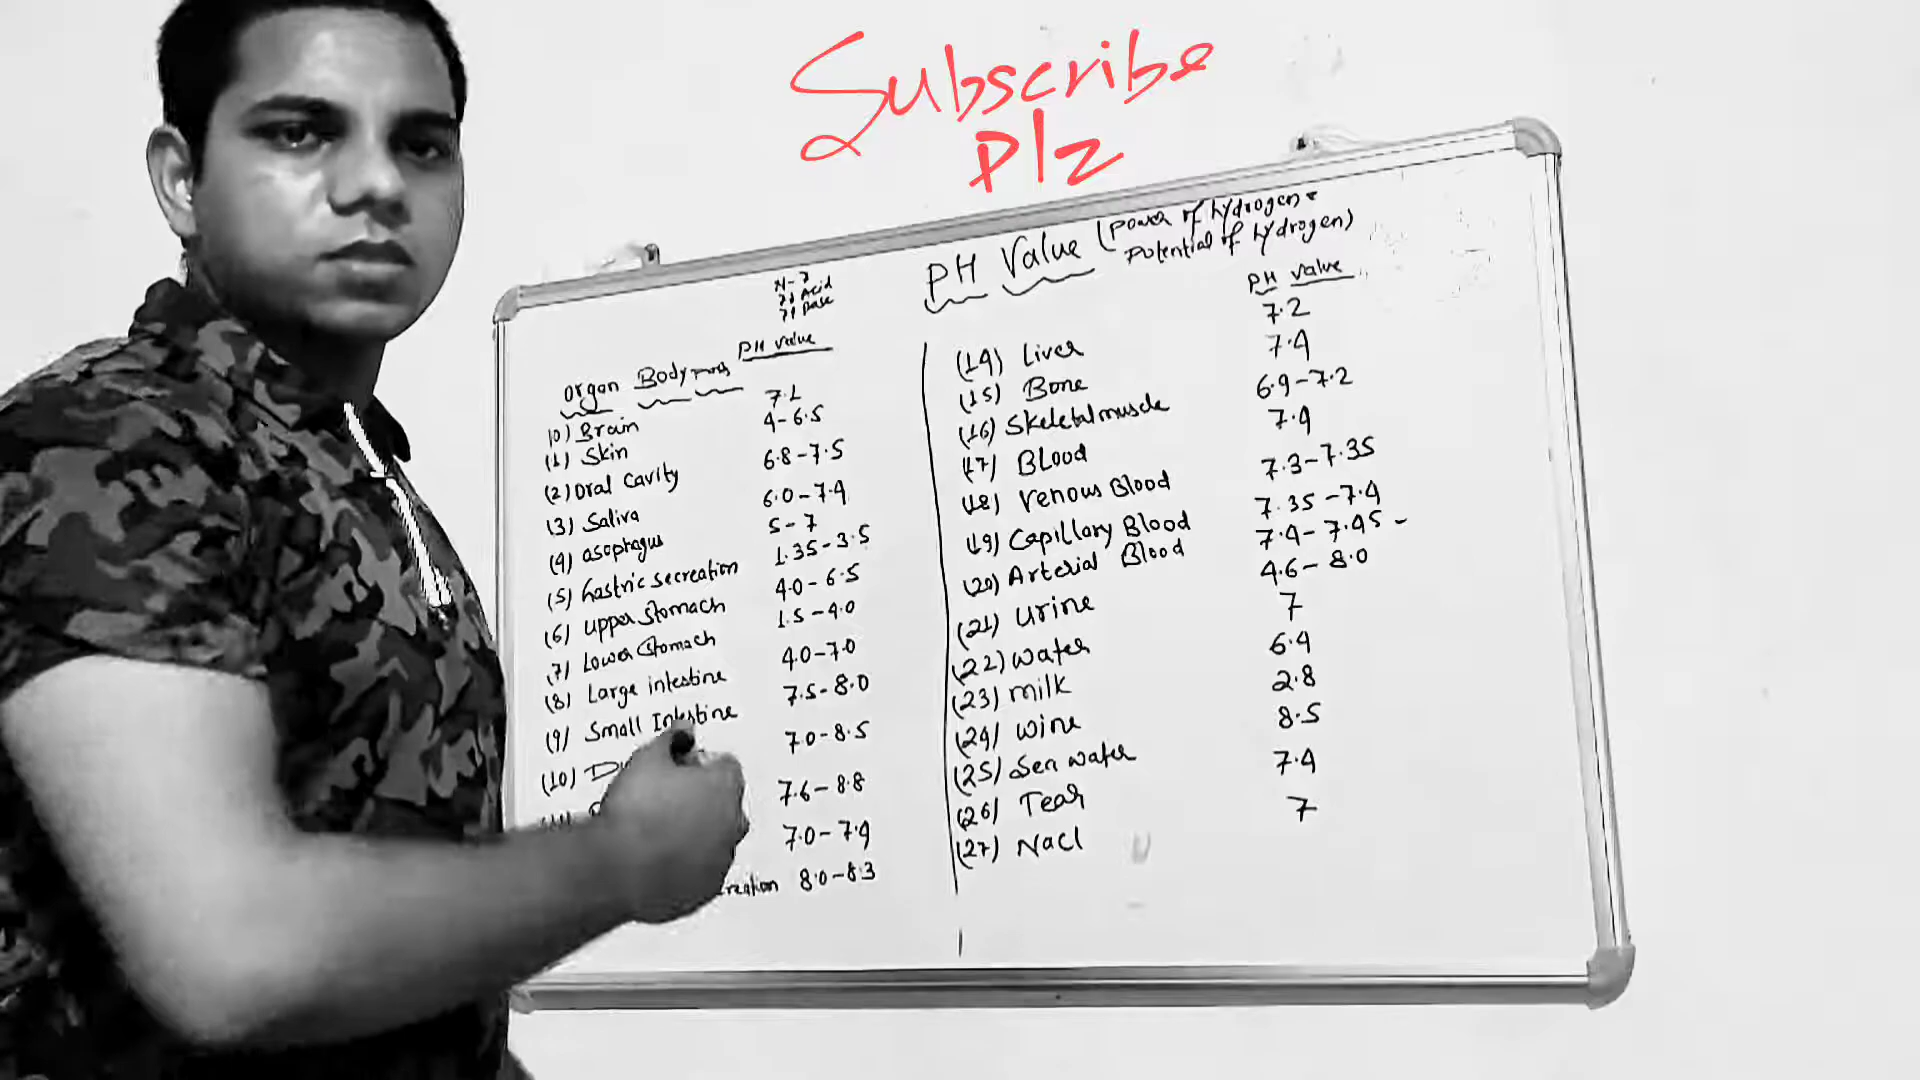 Subscribe
Plz
PH Value (power of hydrogen
potential of hydrogen)
N-7
Acid
Base
Organ Body parts PH value
10) Brain 7.1
(1) Skin 4-6.5
(2) Oral Cavity 6.8-7.5
(3) Saliva 6.0-7.4
(4) asophagus 5-7
(5) Gastric secreation 1.35-3.5
(6) upper stomach 4.0-6.5
(7) Lower Stomach 1.5-4.0
(8) Large intestine 4.0-7.0
(9) Small Intestine 7.5-8.0
(10) 7.0-8.5
7.6-8.8
7.0-7.4
creation 8.0-8.3
PH value
(14) Liver 7.2
(15) Bone 7.4
(16) Skeletal muscle 6.9-7.2
(17) Blood 7.4
(18) Venous Blood 7.3-7.35
(19) Capillary Blood 7.35-7.4
(20) Arterial Blood 7.4-7.45
(21) Urine 4.6-8.0
(22) Water 7
(23) milk 6.4
(24) wine 2.8
(25) Sea water 8.5
(26) Tear 7.4
(27) Nacl 7